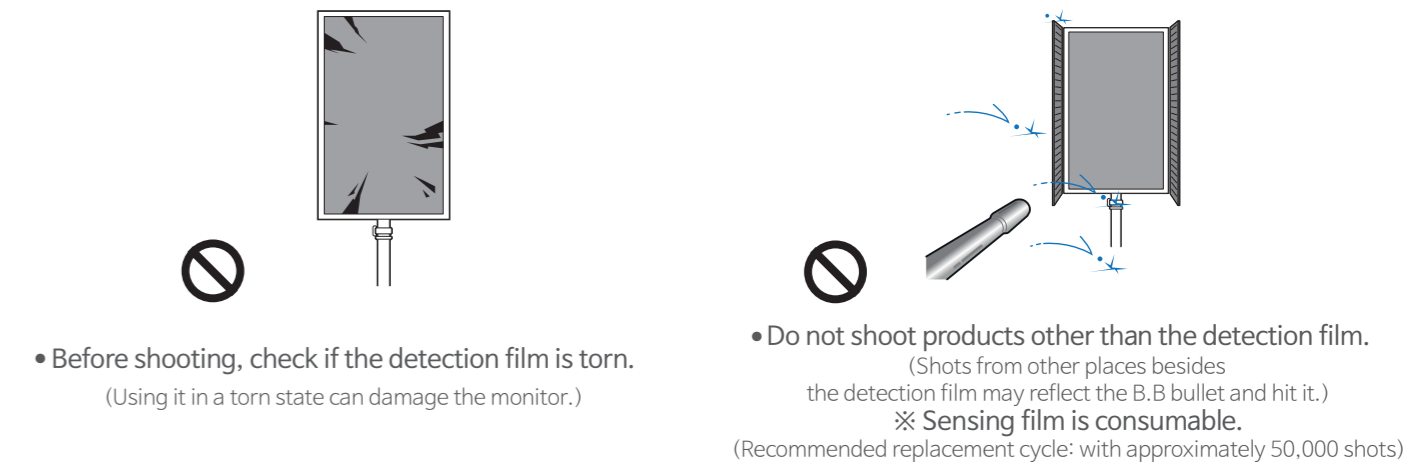 • Before shooting, check if the detection film is torn.
(Using it in a torn state can damage the monitor.)
• Do not shoot products other than the detection film.
(Shots from other places besides
the detection film may reflect the B.B bullet and hit it.)
※ Sensing film is consumable.
(Recommended replacement cycle: with approximately 50,000 shots)